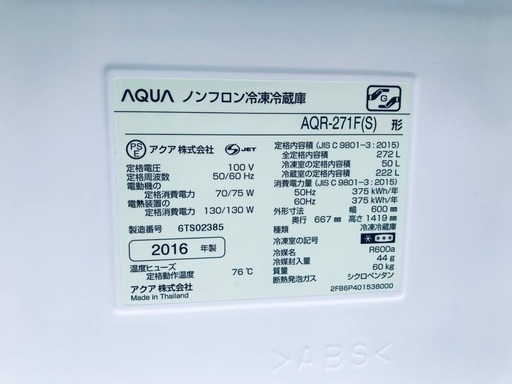 AQUA ノンフロン冷凍冷蔵庫
G
AQR-271F(S) 形
PS E アクア株式会社 JET
定格電圧 100 V
定格周波数 50/60 Hz
電動機の
定格消費電力 70/75 W
電熱装置の
定格消費電力 130/130 W
製造番号 6TS02385
2016 年製
温度ヒューズ
定格動作温度 76℃
アクア株式会社
Made in Thailand
定格内容積 (JIS C 9801-3:2015)
全定格内容積 272 L
冷凍室の定格内容積 50 L
冷蔵室の定格内容積 222 L
消費電力量 (JIS C 9801-3:2015)
50Hz 375 kWh/年
60Hz 375 kWh/年
外形寸法 幅 600 ㎜
奥行 667 ㎜ 高さ 1419 ㎜
種類 冷凍冷蔵庫
冷凍室の記号
冷媒名 R600a
冷媒封入量 44 g
質量 60 kg
断熱発泡ガス シクロペンタン
2FB6P401538000
>ABS<